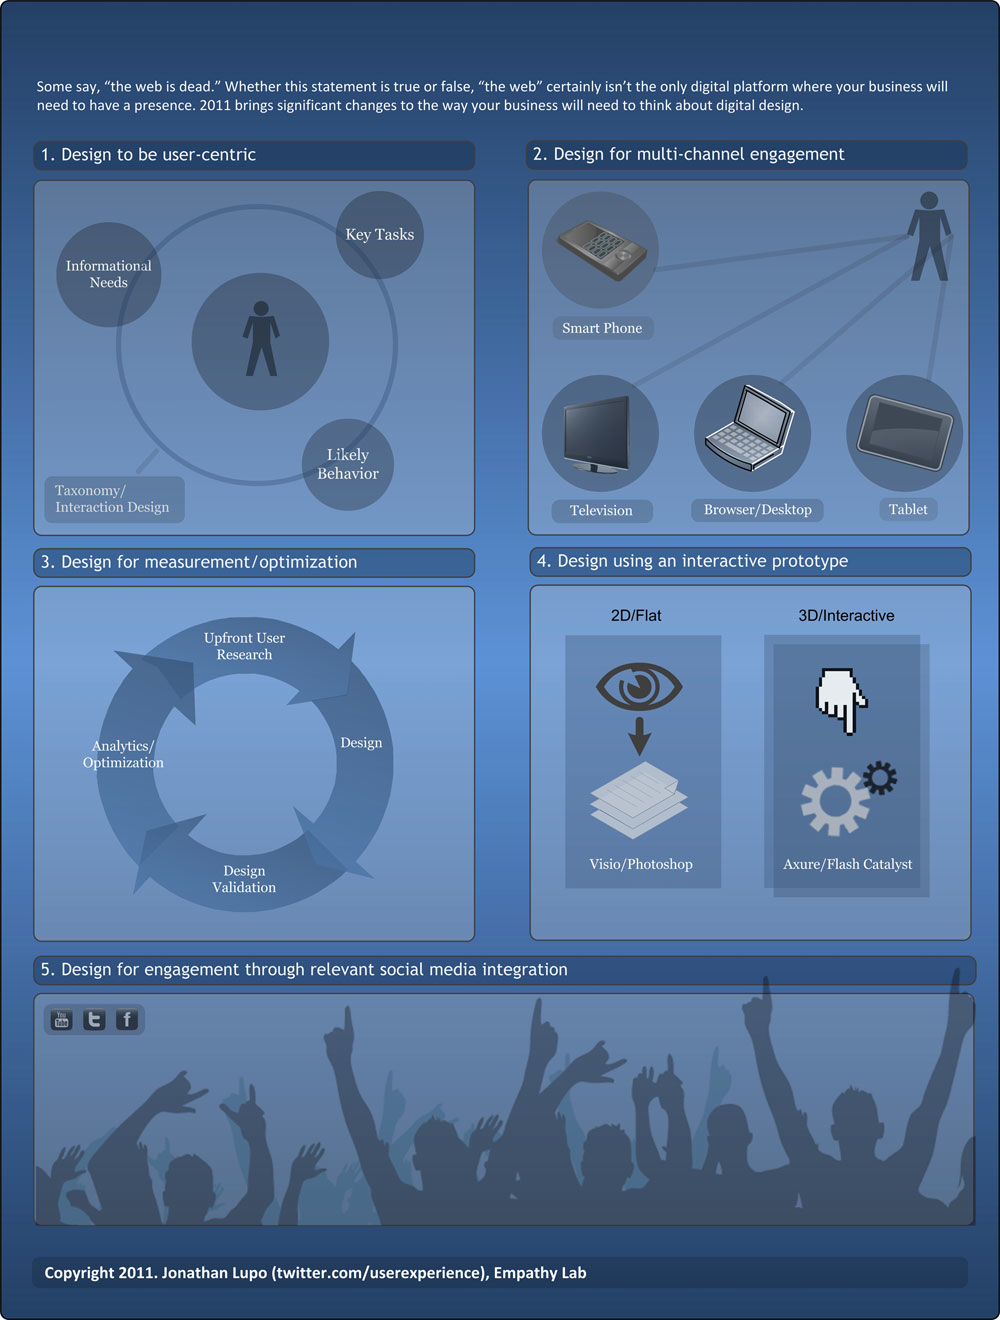 Some say, “the web is dead.” Whether this statement is true or false, “the web” certainly isn’t the only digital platform where your business will
need to have a presence. 2011 brings significant changes to the way your business will need to think about digital design.
1. Design to be user-centric
Key Tasks
Informational
Needs
Likely
Behavior
Taxonomy/
Interaction Design
2. Design for multi-channel engagement
Smart Phone
Television
Browser/Desktop
Tablet
3. Design for measurement/optimization
Upfront User
Research
Design
Analytics/
Optimization
Design
Validation
4. Design using an interactive prototype
2D/Flat
3D/Interactive
Visio/Photoshop
Axure/Flash Catalyst
5. Design for engagement through relevant social media integration
You
Tube
Copyright 2011. Jonathan Lupo (twitter.com/userexperience), Empathy Lab